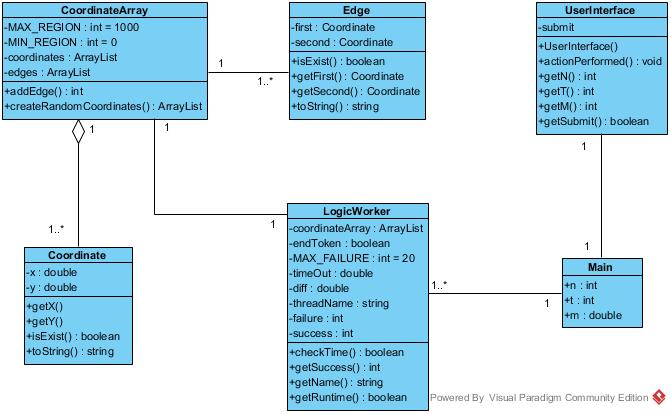 CoordinateArray
-MAX_REGION : int = 1000
-MIN_REGION : int = 0
-coordinates : ArrayList
-edges : ArrayList
+addEdge() : int
+createRandomCoordinates() : ArrayList
Edge
-first : Coordinate
-second : Coordinate
+isExist() : boolean
+getFirst() : Coordinate
+getSecond() : Coordinate
+toString() : string
UserInterface
-submit
+UserInterface()
+actionPerformed() : void
+getN() : int
+getT() : int
+getM() : int
+getSubmit() : boolean
1
1..*
1
1
1
1..*
1
1
Coordinate
-x : double
-y : double
+getX()
+getY()
+isExist() : boolean
+toString() : string
LogicWorker
-coordinateArray : ArrayList
-endToken : boolean
-MAX_FAILURE : int = 20
-timeOut : double
-diff : double
-threadName : string
-failure : int
-success : int
+checkTime() : boolean
+getSuccess() : int
+getName() : string
+getRuntime() : boolean
1..*
1
Main
+n : int
+t : int
+m : double
Powered By Visual Paradigm Community Edition